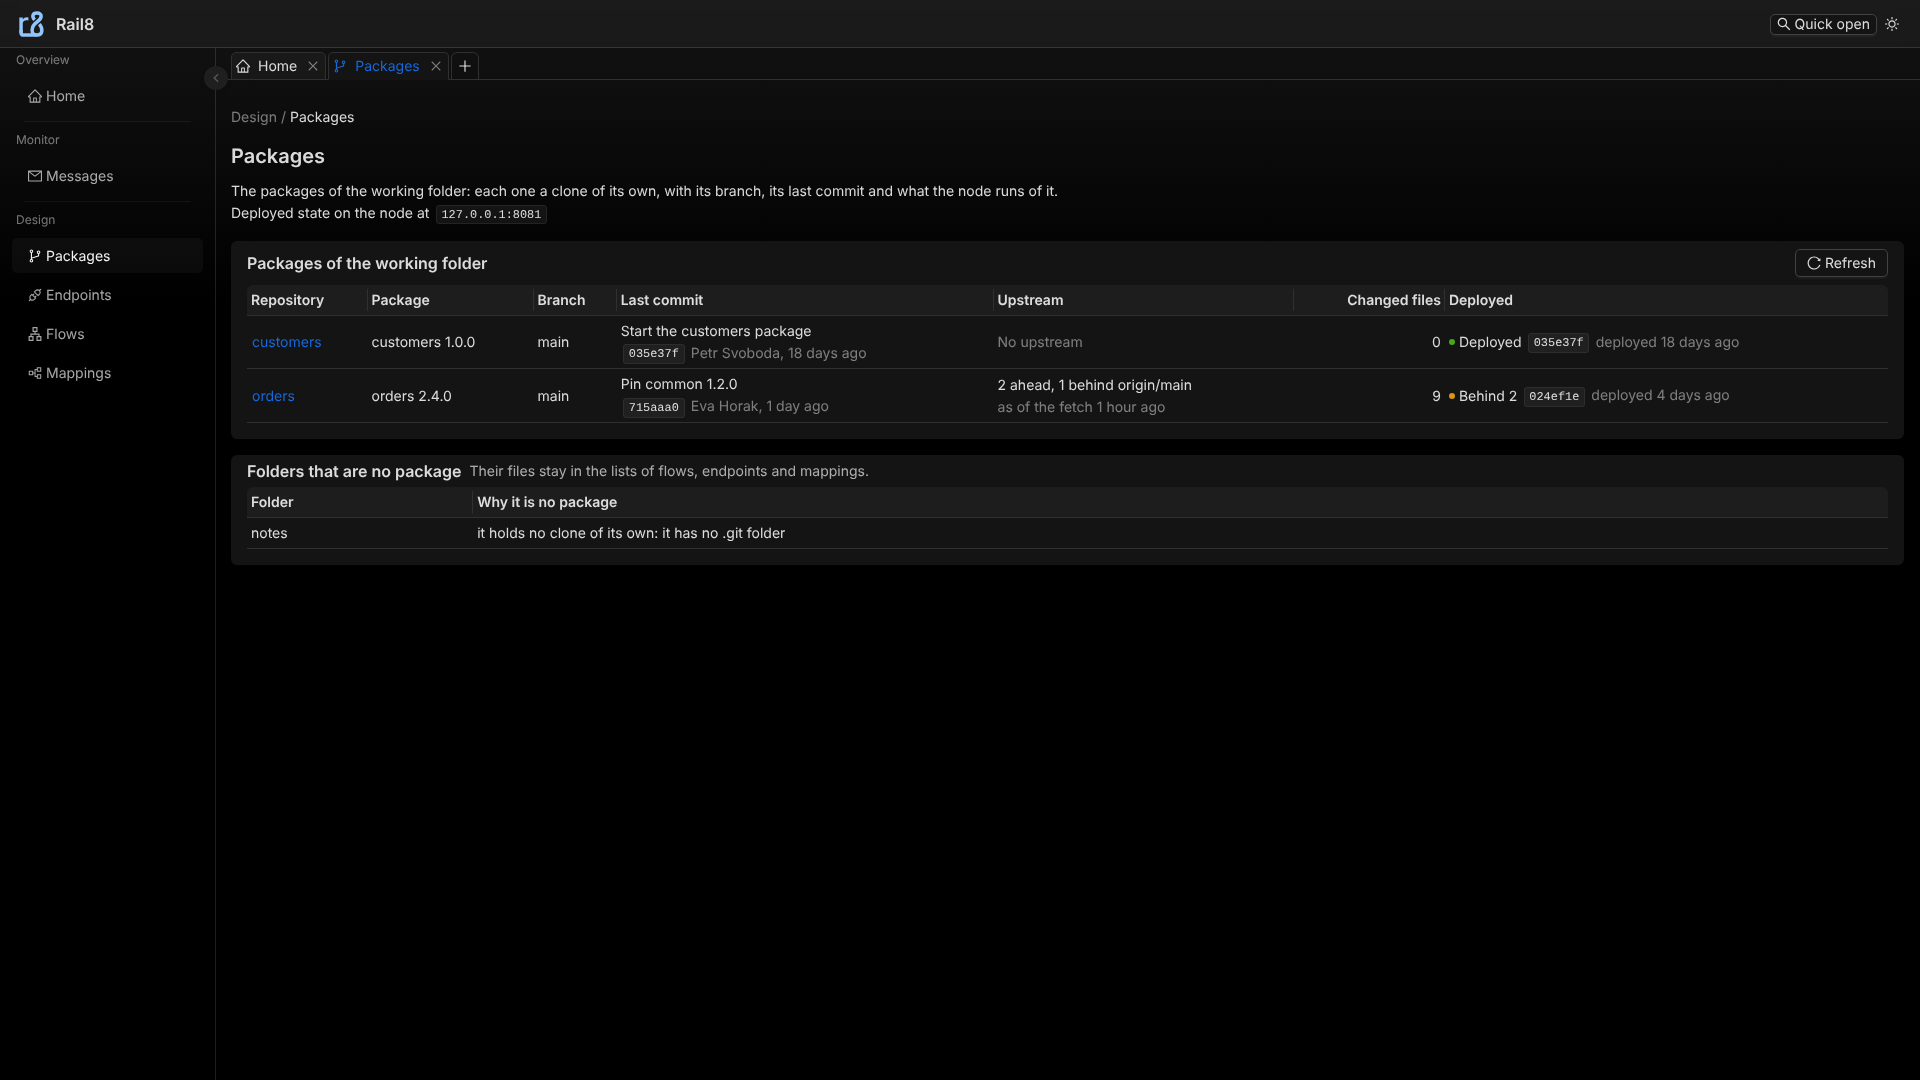 r8 Rail8
Quick open
Overview
Home
Monitor
Messages
Design
Packages
Endpoints
Flows
Mappings
Home
Packages
Design / Packages
Packages
The packages of the working folder: each one a clone of its own, with its branch, its last commit and what the node runs of it.
Deployed state on the node at 127.0.0.1:8081
Packages of the working folder
Refresh
Repository Package Branch Last commit Upstream Changed files Deployed
customers customers 1.0.0 main Start the customers package No upstream 0 Deployed 035e37f deployed 18 days ago
035e37f Petr Svoboda, 18 days ago
orders orders 2.4.0 main Pin common 1.2.0 2 ahead, 1 behind origin/main 9 Behind 2 024ef1e deployed 4 days ago
715aaa0 Eva Horak, 1 day ago as of the fetch 1 hour ago
Folders that are no package Their files stay in the lists of flows, endpoints and mappings.
Folder Why it is no package
notes it holds no clone of its own: it has no .git folder